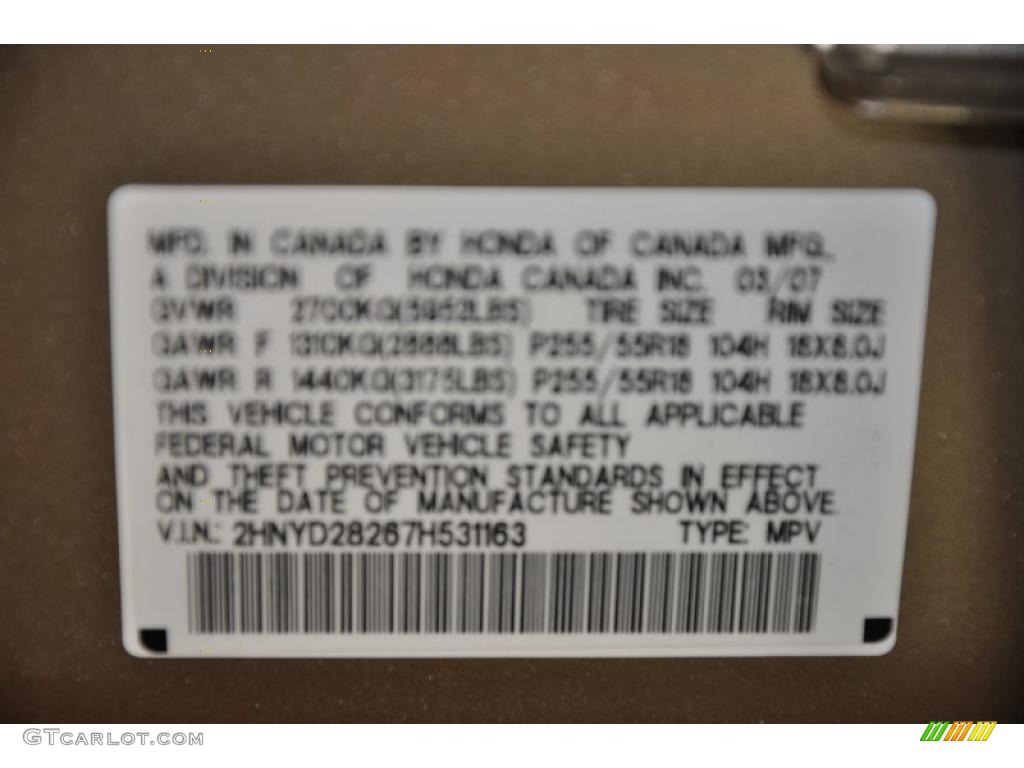 MFG. IN CANADA BY HONDA OF CANADA MFG.,
A DIVISION OF HONDA CANADA INC. 03/07
GVWR 2700KG(5952LBS) TIRE SIZE RIM SIZE
GAWR F 1310KG(2888LBS) P255/55R18 104H 18X8.0J
GAWR R 1440KG(3175LBS) P255/55R18 104H 18X8.0J
THIS VEHICLE CONFORMS TO ALL APPLICABLE
FEDERAL MOTOR VEHICLE SAFETY
AND THEFT PREVENTION STANDARDS IN EFFECT
ON THE DATE OF MANUFACTURE SHOWN ABOVE.
V.I.N.: 2HNYD28267H531163 TYPE: MPV
GTCARLOT.COM